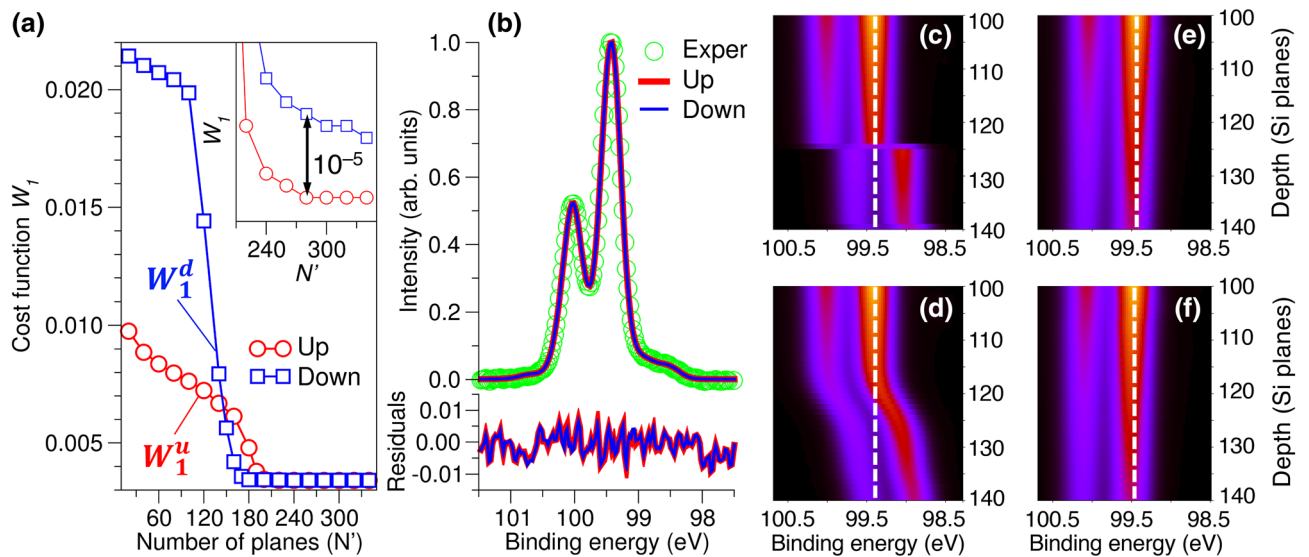 (a)
Cost function W1
0.020
0.015
0.010
0.005
60 120 180 240 300
Number of planes (N’)
W1^d
W1^u
Up
Down
W1
10–5
240 300
N’
(b)
Intensity (arb. units)
1.0
0.8
0.6
0.4
0.2
0.0
Exper
Up
Down
Residuals
0.01
0.00
-0.01
101 100 99 98
Binding energy (eV)
(c)
100
110
120
130
140
100.5 99.5 98.5
(e)
100
110
120
130
140
Depth (Si planes)
100.5 99.5 98.5
(d)
100
110
120
130
140
100.5 99.5 98.5
Binding energy (eV)
(f)
100
110
120
130
140
Depth (Si planes)
100.5 99.5 98.5
Binding energy (eV)